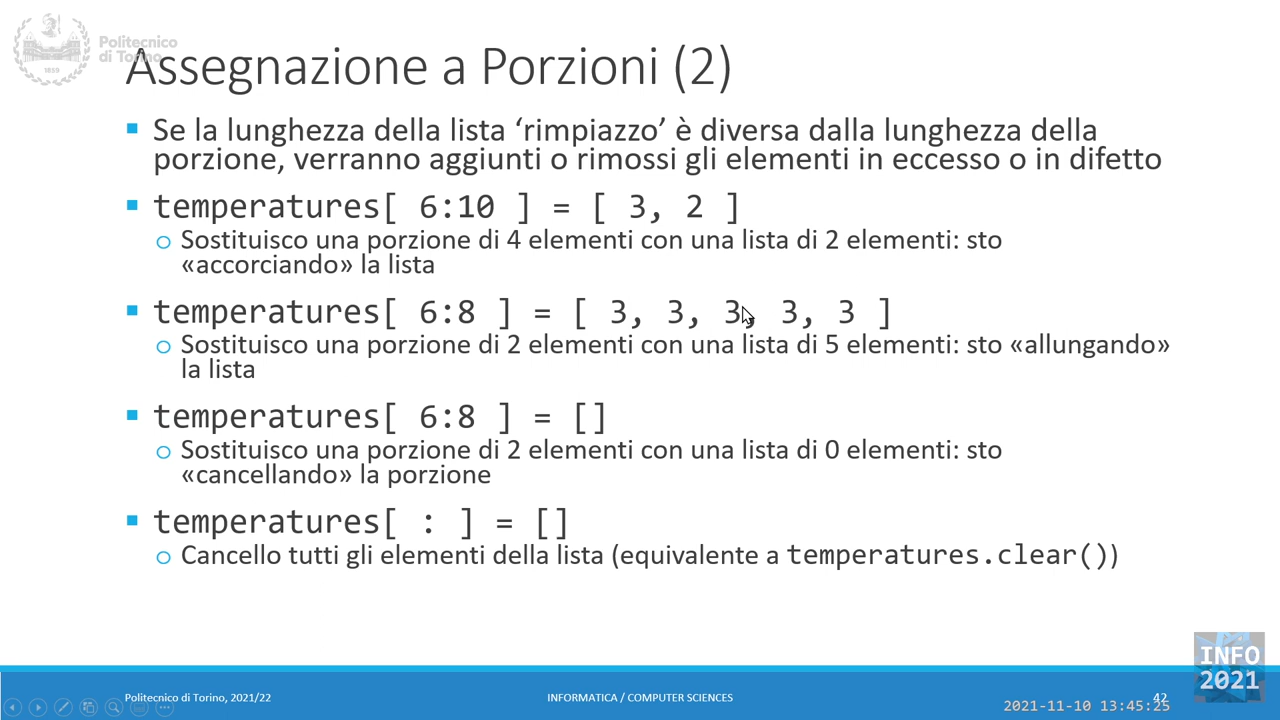 Politecnico
di Torino
1859
Assegnazione a Porzioni (2)
Se la lunghezza della lista ‘rimpiazzo’ è diversa dalla lunghezza della
porzione, verranno aggiunti o rimossi gli elementi in eccesso o in difetto
temperatures[ 6:10 ] = [ 3, 2 ]
Sostituisco una porzione di 4 elementi con una lista di 2 elementi: sto
«accorciando» la lista
temperatures[ 6:8 ] = [ 3, 3, 3, 3, 3 ]
Sostituisco una porzione di 2 elementi con una lista di 5 elementi: sto «allungando»
la lista
temperatures[ 6:8 ] = []
Sostituisco una porzione di 2 elementi con una lista di 0 elementi: sto
«cancellando» la porzione
temperatures[ : ] = []
Cancello tutti gli elementi della lista (equivalente a temperatures.clear())
INFO
2021
Politecnico di Torino, 2021/22
INFORMATICA / COMPUTER SCIENCES
42
2021-11-10 13:45:25